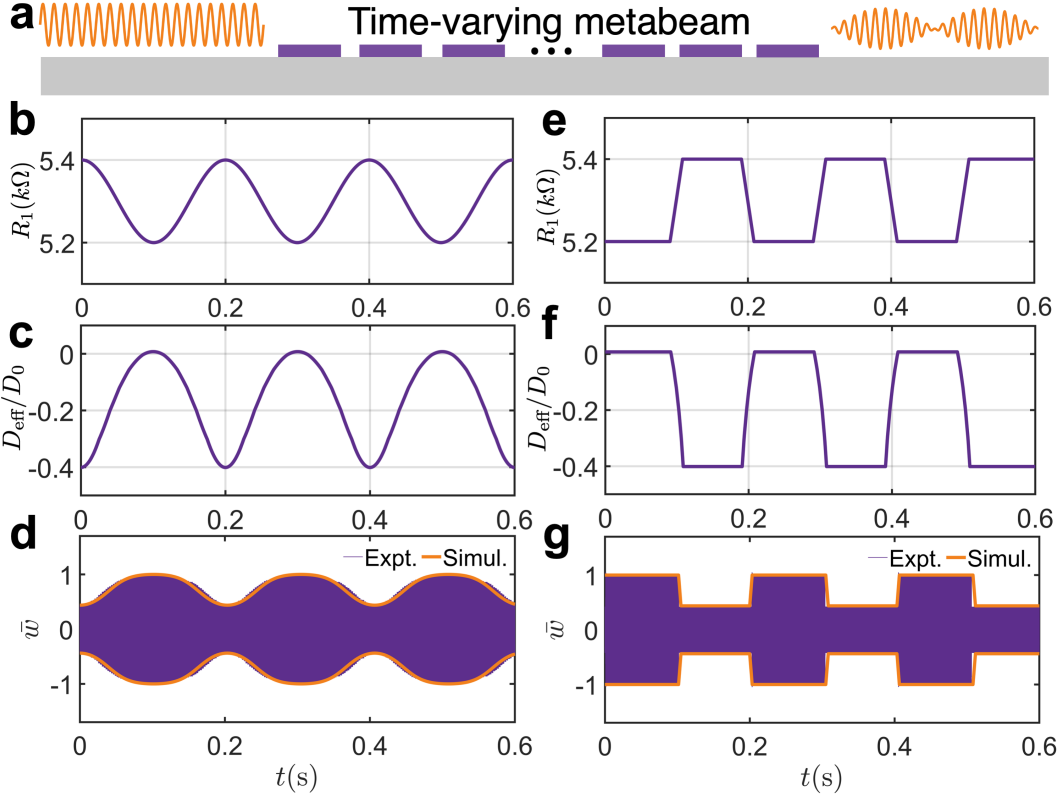 a
Time-varying metabeam
...
b
R₁(kΩ)
5.4
5.2
0 0.2 0.4 0.6
e
R₁(kΩ)
5.4
5.2
0 0.2 0.4 0.6
c
D_eff/D₀
0
-0.2
-0.4
0 0.2 0.4 0.6
f
D_eff/D₀
0
-0.2
-0.4
0 0.2 0.4 0.6
d
Expt. Simul.
w̄
1
0
-1
0 0.2 0.4 0.6
t(s)
g
Expt. Simul.
w̄
1
0
-1
0 0.2 0.4 0.6
t(s)